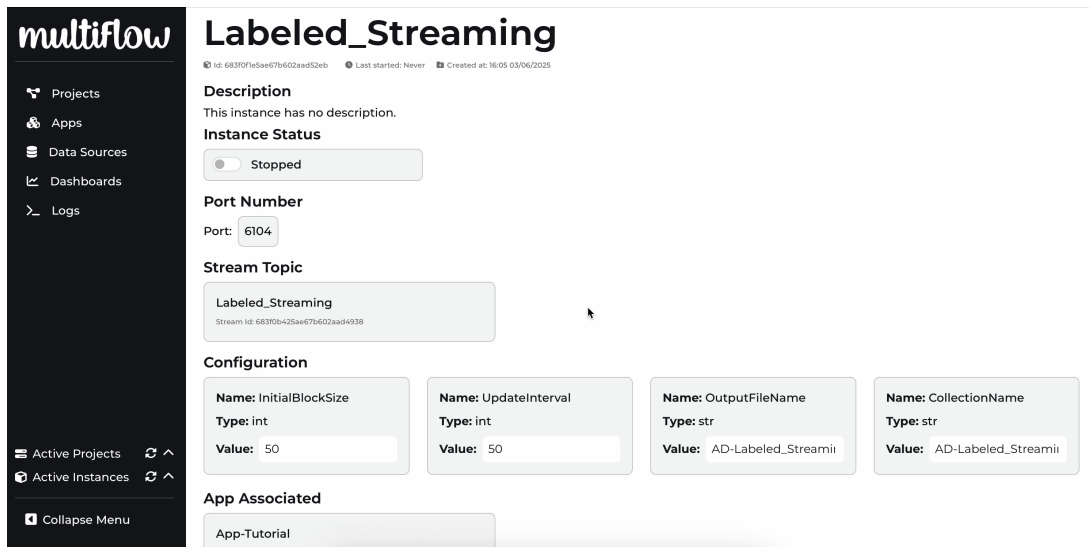 multiflow
Projects
Apps
Data Sources
Dashboards
Logs
Active Projects
Active Instances
Collapse Menu
Labeled_Streaming
Id: 683f0f1e5ae67b602aad52eb Last started: Never Created at: 16:05 03/06/2025
Description
This instance has no description.
Instance Status
Stopped
Port Number
Port: 6104
Stream Topic
Labeled_Streaming
Stream Id: 683f0b425ae67b602aad4938
Configuration
Name: InitialBlockSize
Type: int
Value: 50
Name: UpdateInterval
Type: int
Value: 50
Name: OutputFileName
Type: str
Value: AD-Labeled_Streamin
Name: CollectionName
Type: str
Value: AD-Labeled_Streamin
App Associated
App-Tutorial